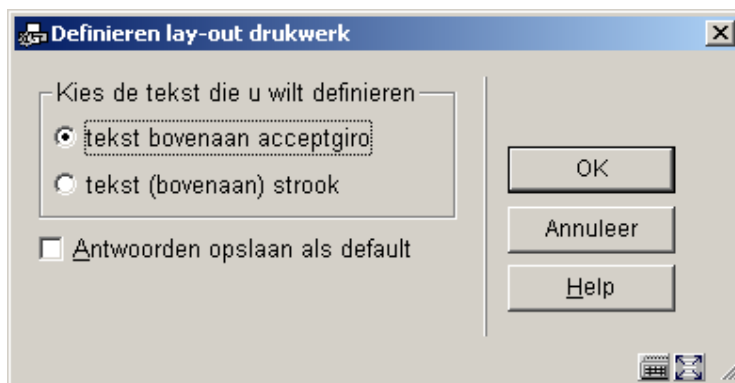 Definieren lay-out drukwerk
Kies de tekst die u wilt definieren
tekst bovenaan acceptgiro
tekst (bovenaan) strook
Antwoorden opslaan als default
OK
Annuleer
Help